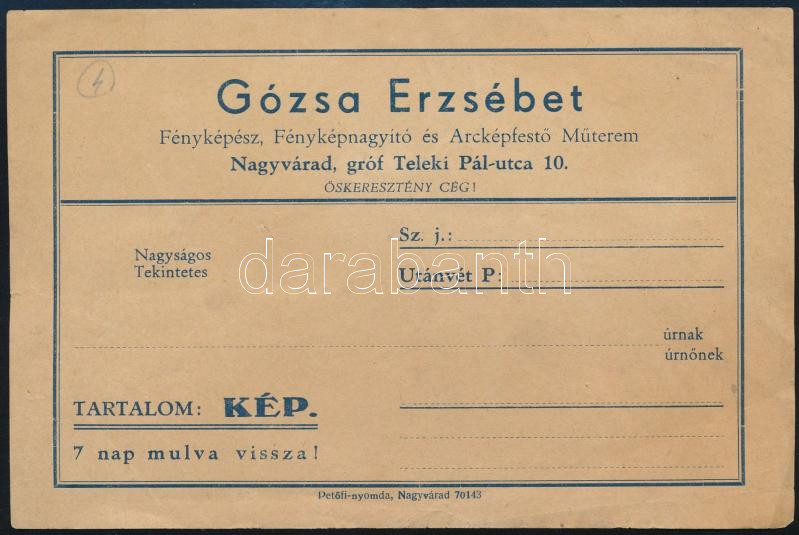 4
Gózsa Erzsébet
Fényképész, Fényképnagyító és Arcképfestő Műterem
Nagyvárad, gróf Teleki Pál-utca 10.
ŐSKERESZTÉNY CÉG!
Nagyságos
Tekintetes
Sz. j.:
Utánvét P:
darabanth
úrnak
úrnőnek
TARTALOM: KÉP.
7 nap mulva vissza!
Petőfi-nyomda, Nagyvárad 70143